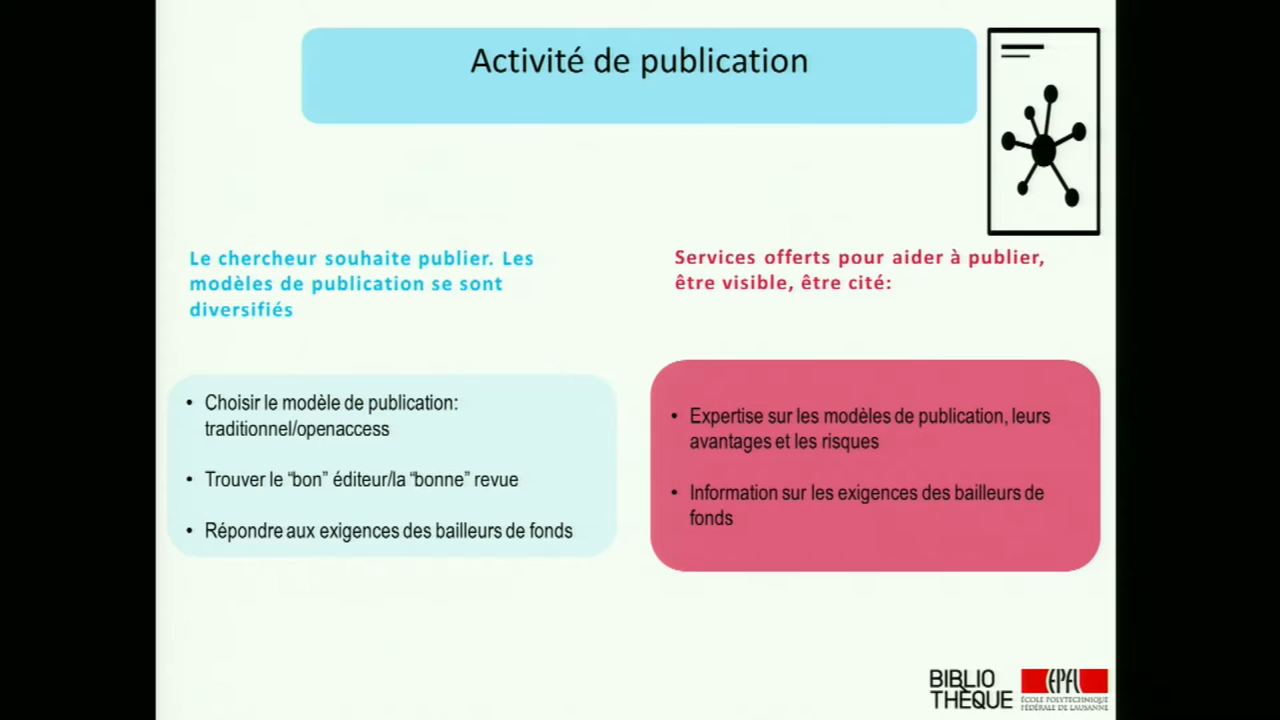 Activité de publication
Le chercheur souhaite publier. Les
modèles de publication se sont
diversifiés
• Choisir le modèle de publication:
traditionnel/openaccess
• Trouver le “bon” éditeur/la “bonne” revue
• Répondre aux exigences des bailleurs de fonds
Services offerts pour aider à publier,
être visible, être cité:
• Expertise sur les modèles de publication, leurs
avantages et les risques
• Information sur les exigences des bailleurs de
fonds
BIBLIO
THÈQUE
EPFL
ÉCOLE POLYTECHNIQUE
FÉDÉRALE DE LAUSANNE